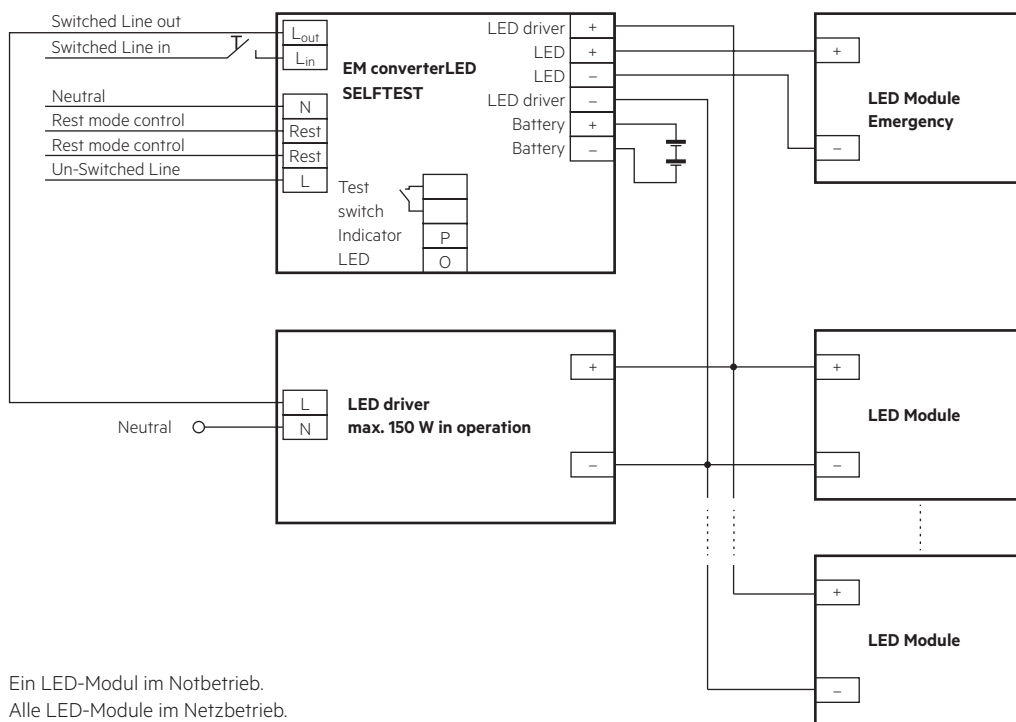 Switched Line out
Switched Line in
Neutral
Rest mode control
Rest mode control
Un-Switched Line
Lout
Lin
N
Rest
Rest
L
EM converterLED
SELFTEST
Test
switch
Indicator
LED
P
O
LED driver +
LED +
LED –
LED driver –
Battery +
Battery –
+
–
LED Module
Emergency
Neutral
L
N
LED driver
max. 150 W in operation
+
–
+
–
LED Module
+
–
LED Module
Ein LED-Modul im Notbetrieb.
Alle LED-Module im Netzbetrieb.